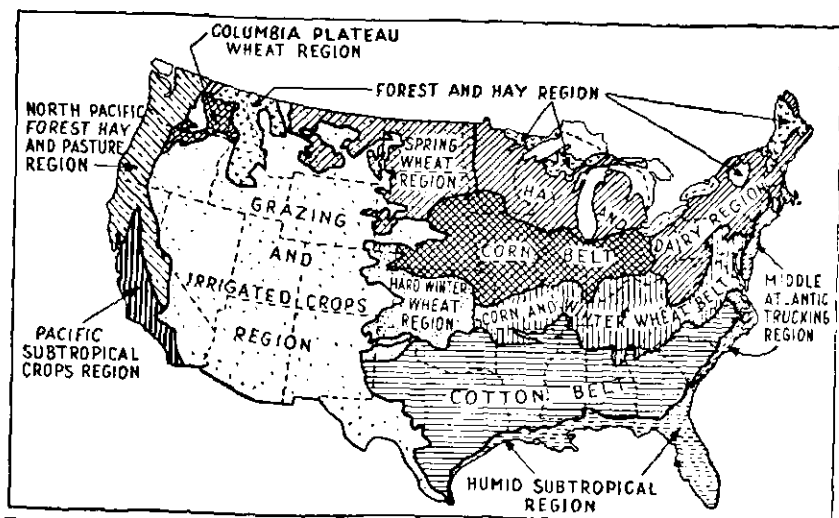 COLUMBIA PLATEAU
WHEAT REGION
FOREST AND HAY REGION
NORTH PACIFIC
FOREST HAY
AND PASTURE
REGION
SPRING
WHEAT
REGION
HAY
AND
DAIRY REGION
GRAZING
AND
IRRIGATED CROPS
REGION
CORN BELT
HARD WINTER
WHEAT
REGION
CORN AND WINTER WHEAT BELT
MIDDLE
ATLANTIC
TRUCKING
REGION
PACIFIC
SUBTROPICAL
CROPS REGION
COTTON BELT
HUMID SUBTROPICAL
REGION